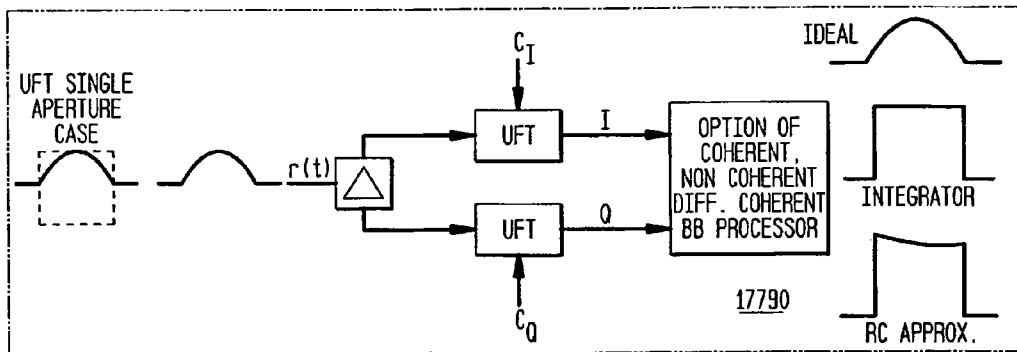 UFT SINGLE
APERTURE
CASE
r(t)
C_I
UFT
I
UFT
Q
C_Q
OPTION OF
COHERENT,
NON COHERENT
DIFF. COHERENT
BB PROCESSOR
17790
IDEAL
INTEGRATOR
RC APPROX.